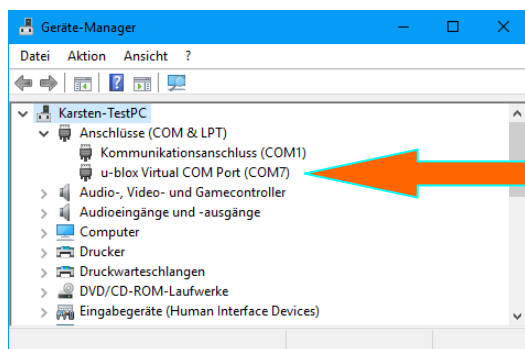 Geräte-Manager
Datei Aktion Ansicht ?
Karsten-TestPC
Anschlüsse (COM & LPT)
Kommunikationsanschluss (COM1)
u-blox Virtual COM Port (COM7)
Audio-, Video- und Gamecontroller
Audioeingänge und -ausgänge
Computer
Drucker
Druckwarteschlangen
DVD/CD-ROM-Laufwerke
Eingabegeräte (Human Interface Devices)